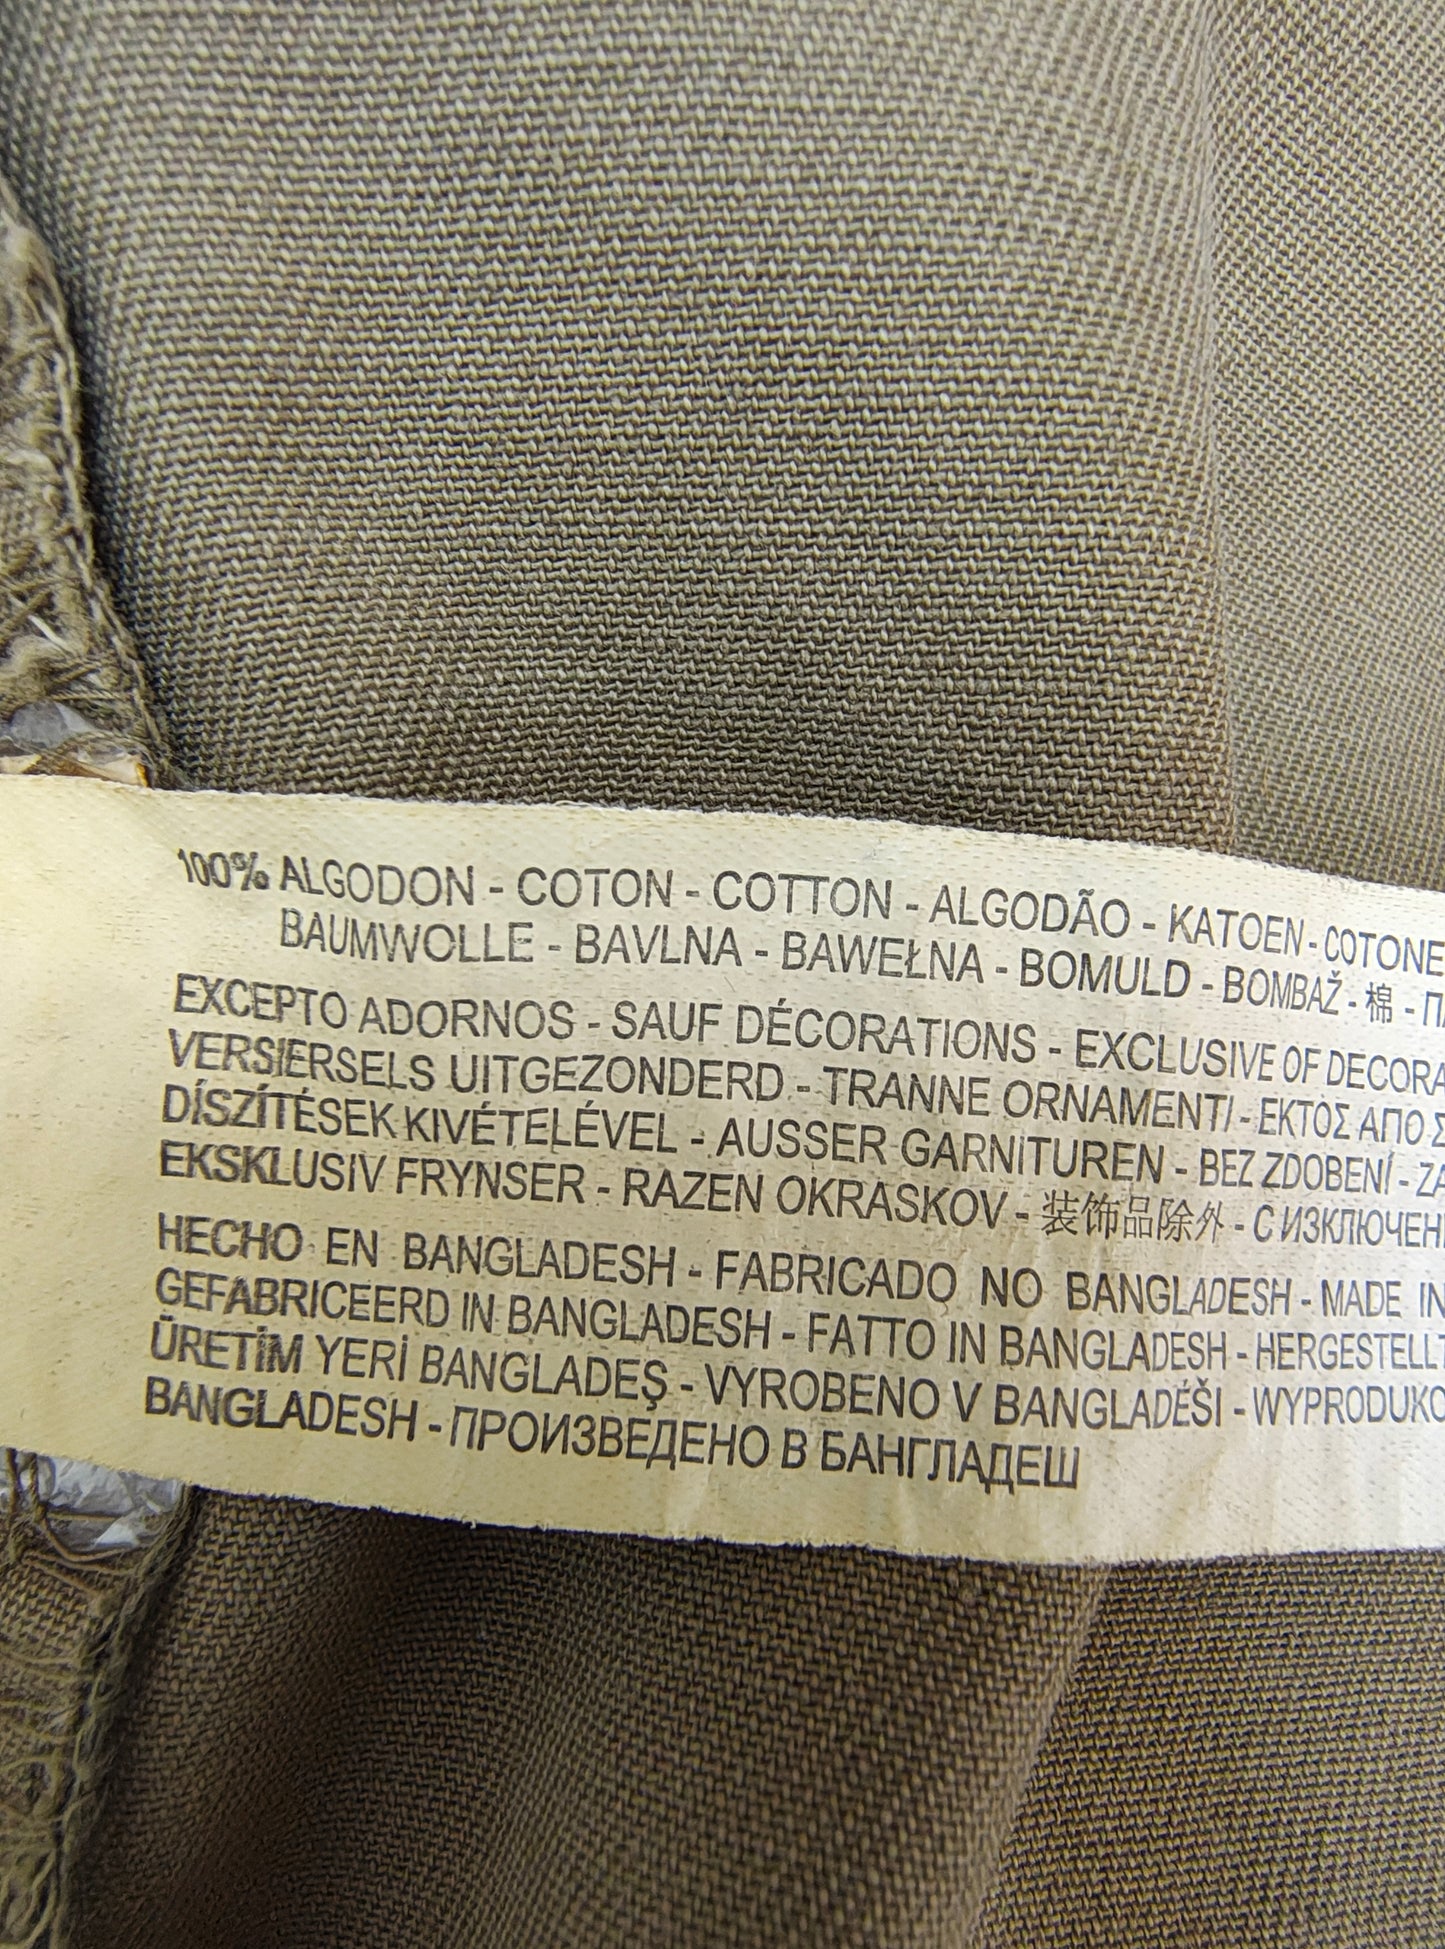 100% ALGODON - COTON - COTTON - ALGODÃO - KATOEN - COTONE
BAUMWOLLE - BAVLNA - BAWEŁNA - BOMULD - BOMBAŽ - 棉 -
EXCEPTO ADORNOS - SAUF DÉCORATIONS - EXCLUSIVE OF
VERSIERSELS UITGEZONDERD - TRANNE ORNAMENTI - ΕΚΤΟΣ ΑΠΟ
DÍSZÍTÉSEK KIVÉTELÉVEL - AUSSER GARNITUREN - BEZ ZDOBENÍ -
EKSKLUSIV FRYNSER - RAZEN OKRASKOV - 装饰品除外 - С
HECHO EN BANGLADESH - FABRICADO NO BANGLADESH - MADE IN
GEFABRICEERD IN BANGLADESH - FATTO IN BANGLADESH - HERGESTELLT
ÜRETİM YERİ BANGLADEŞ - VYROBENO V BANGLADÉŠI -
BANGLADESH - ПРОИЗВЕДЕНО В БАНГЛАДЕШ